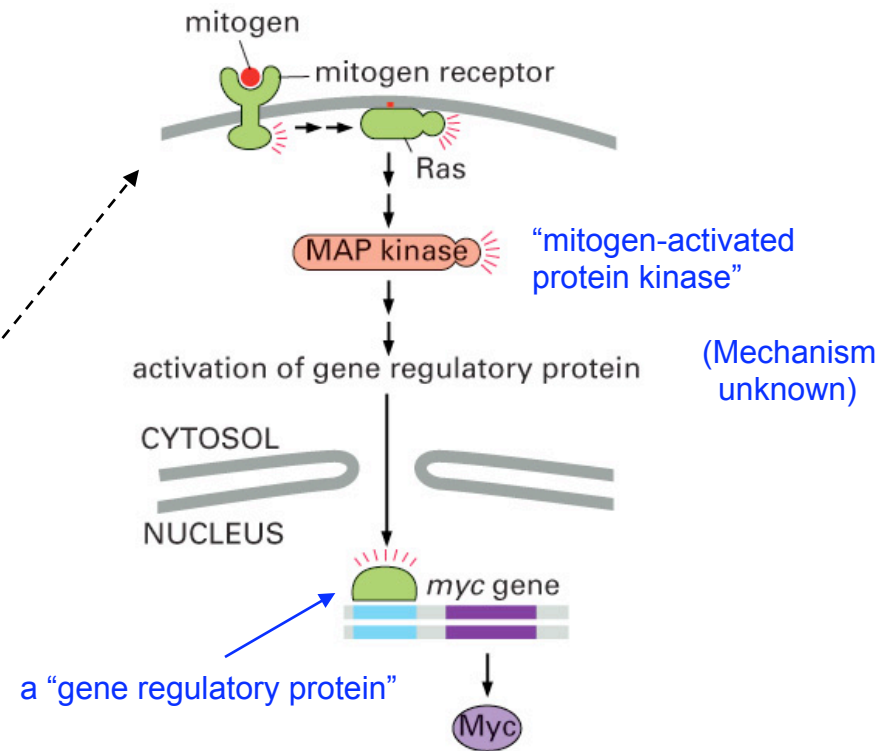 mitogen
mitogen receptor
Ras
MAP kinase
“mitogen-activated
protein kinase”
(Mechanism
unknown)
activation of gene regulatory protein
CYTOSOL
NUCLEUS
myc gene
a “gene regulatory protein”
Myc